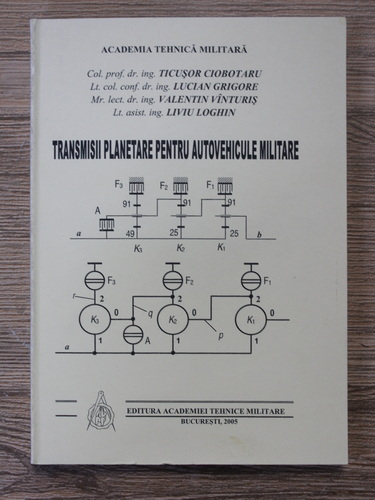 ACADEMIA TEHNICĂ MILITARĂ
Col. prof. dr. ing. TICUŞOR CIOBOTARU
Lt. col. conf. dr. ing. LUCIAN GRIGORE
Mr. lect. dr. ing. VALENTIN VÎNTURIŞ
Lt. asist. ing. LIVIU LOGHIN
TRANSMISII PLANETARE PENTRU AUTOVEHICULE MILITARE
F3 F2 F1
91 91 91
A
a 49 25 25 b
K3 K2 K1
F3 F2 F1
r 2 q 2 2
K3 0 K2 0 K1 0
A p
1 1 1
a
EDITURA ACADEMIEI TEHNICE MILITARE
BUCUREŞTI, 2005